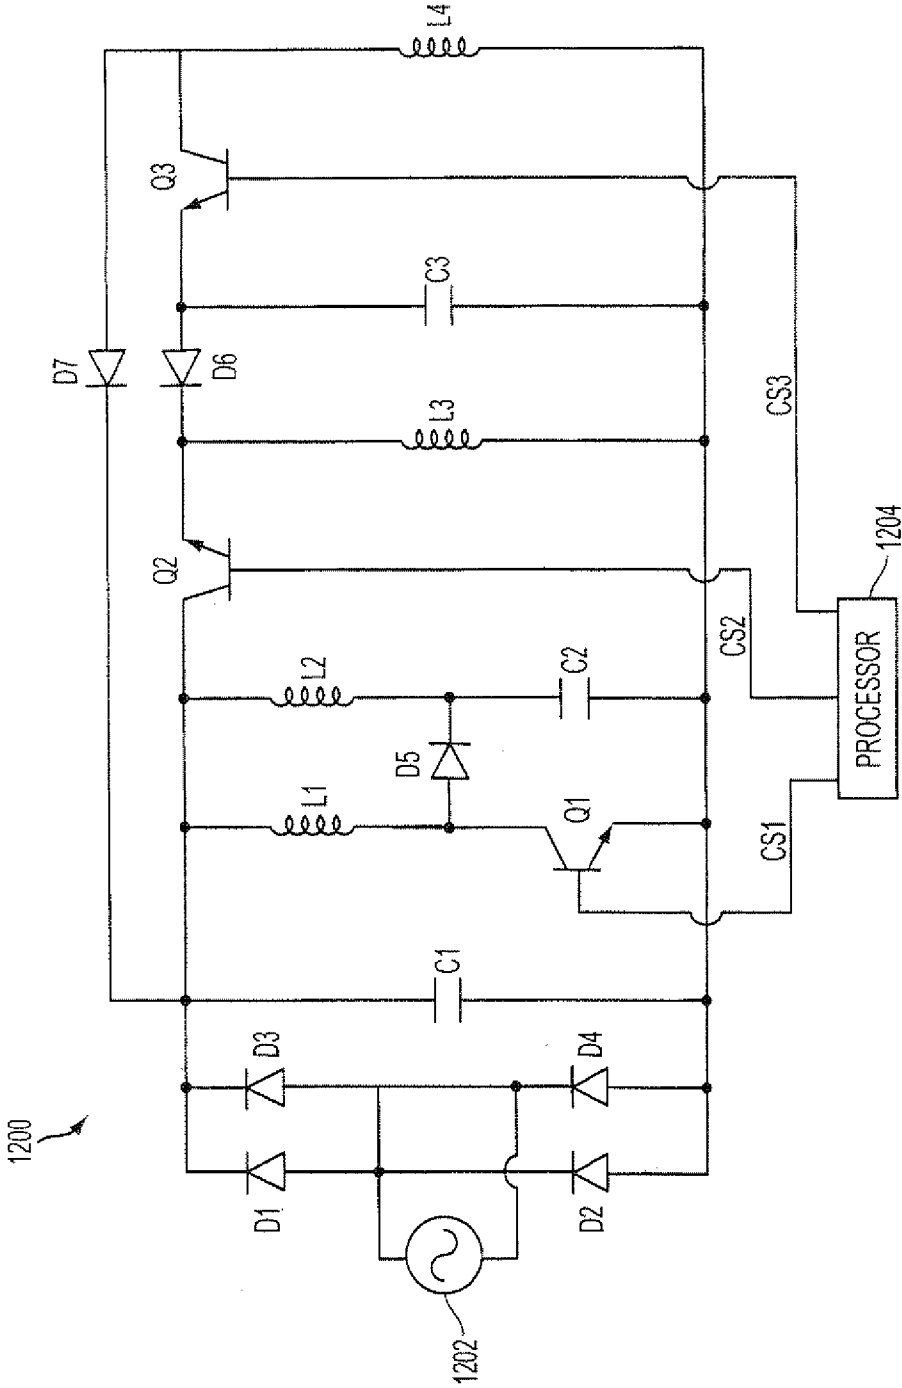 1200
1202
D1
D2
D3
D4
C1
L1
D5
Q1
L2
C2
Q2
L3
D7
D6
C3
Q3
L4
CS1
CS2
CS3
PROCESSOR
1204